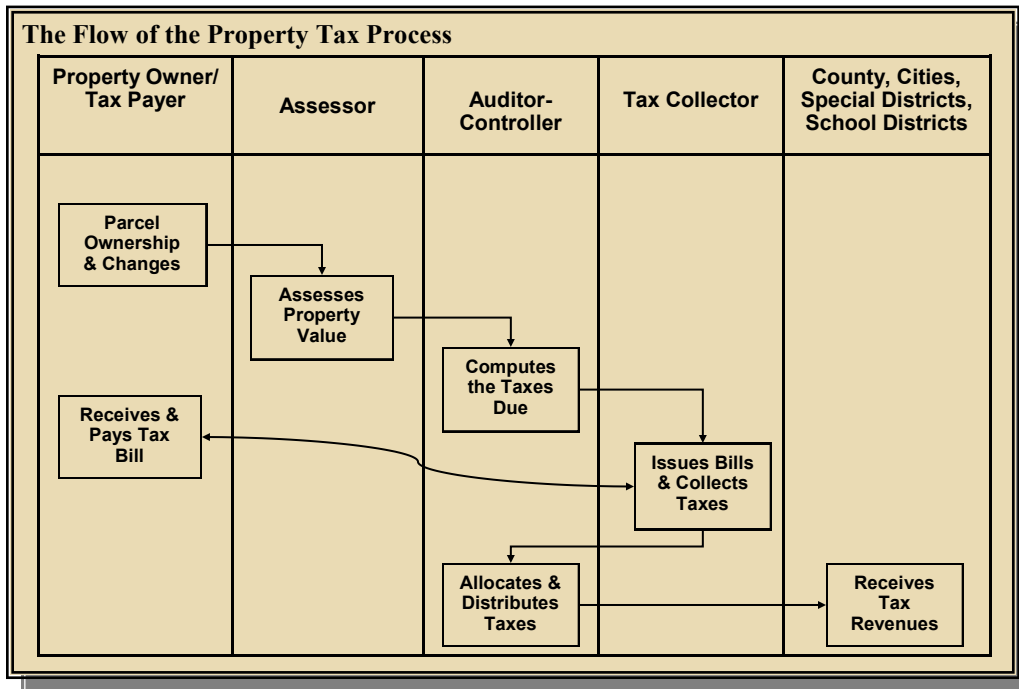 The Flow of the Property Tax Process
Property Owner/
Tax Payer
Assessor
Auditor-
Controller
Tax Collector
County, Cities,
Special Districts,
School Districts
Parcel
Ownership
& Changes
Assesses
Property
Value
Computes
the Taxes
Due
Receives &
Pays Tax
Bill
Issues Bills
& Collects
Taxes
Allocates &
Distributes
Taxes
Receives
Tax
Revenues